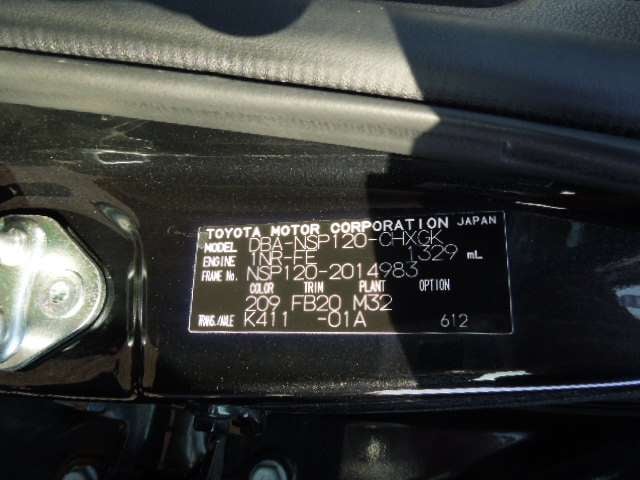 TOYOTA MOTOR CORPORATION JAPAN
MODEL DBA-NSP120-CHXGK
ENGINE 1NR-FE 1329 mL
FRAME No. NSP120-2014983
COLOR TRIM PLANT OPTION
209 FB20 M32
TRANS./AXLE K411 -01A 612